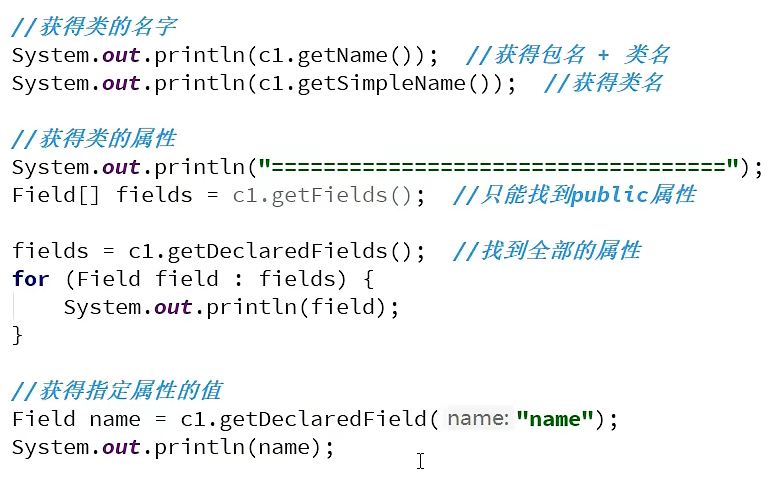 //获得类的名字
System.out.println(c1.getName());  //获得包名 + 类名
System.out.println(c1.getSimpleName());  //获得类名
//获得类的属性
System.out.println("===================================");
Field[] fields = c1.getFields();  //只能找到public属性
fields = c1.getDeclaredFields();  //找到全部的属性
for (Field field : fields) {
    System.out.println(field);
}
//获得指定属性的值
Field name = c1.getDeclaredField( name: "name");
System.out.println(name);